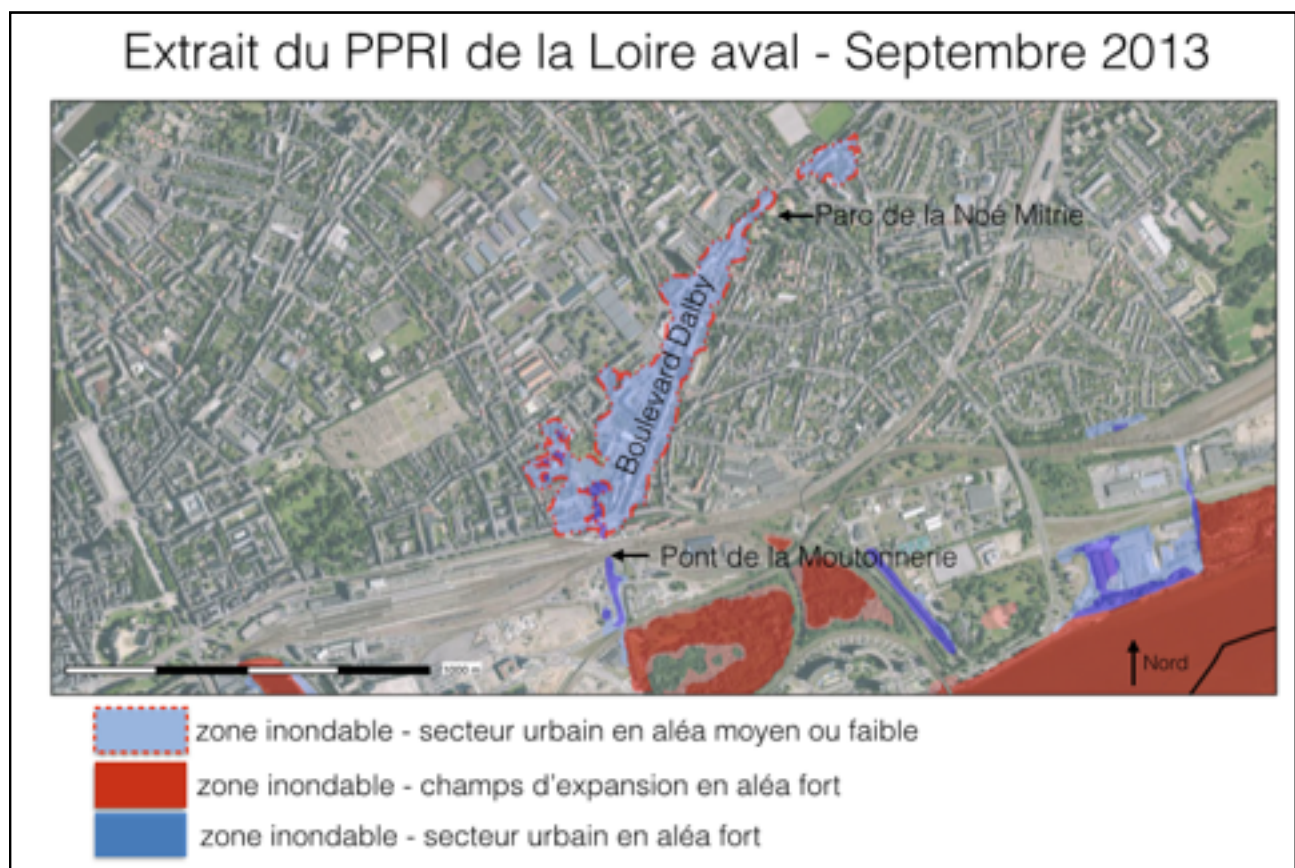 Extrait du PPRI de la Loire aval - Septembre 2013
Parc de la Noé Mitrie
Boulevard Dalby
Pont de la Moutonnerie
1000 m
Nord
zone inondable - secteur urbain en aléa moyen ou faible
zone inondable - champs d'expansion en aléa fort
zone inondable - secteur urbain en aléa fort